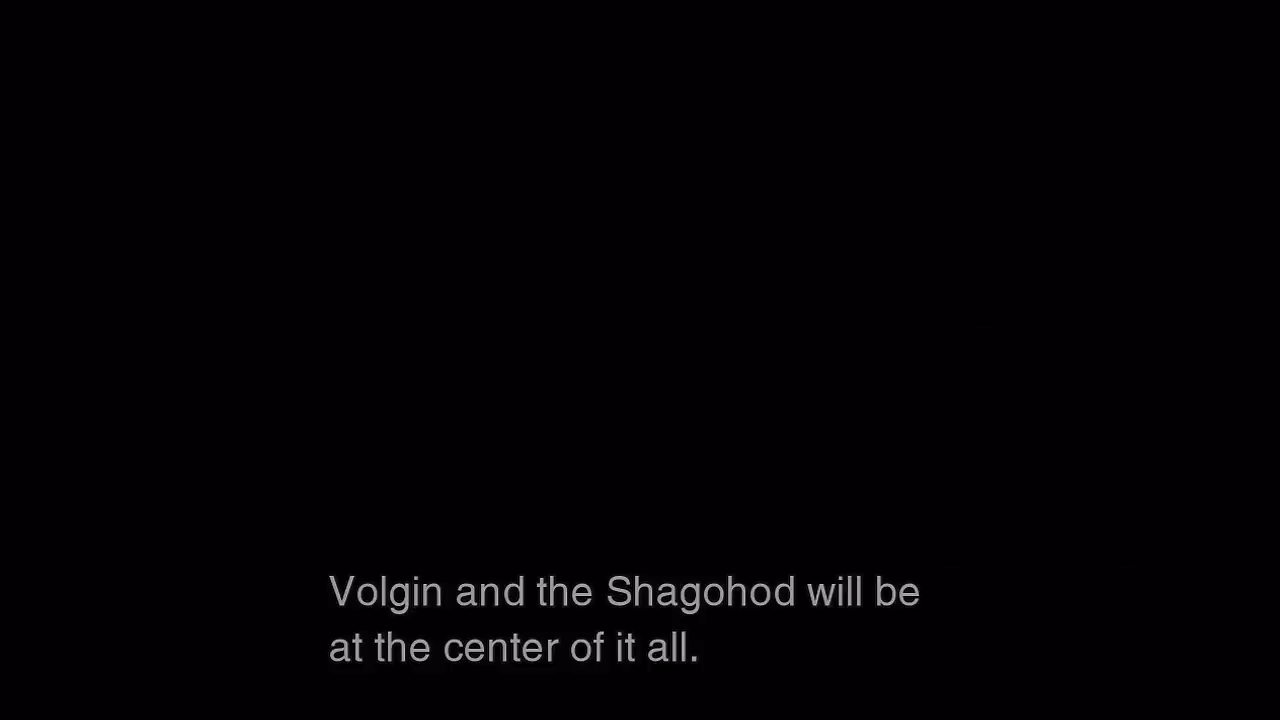 Volgin and the Shagohod will be
at the center of it all.